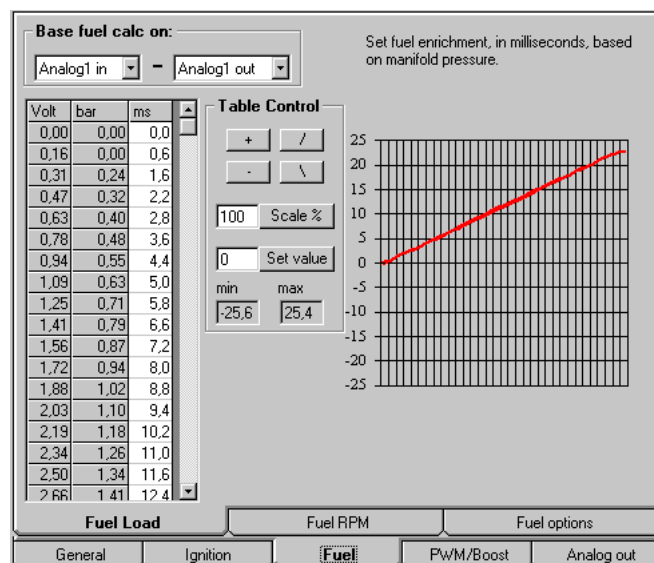 Base fuel calc on:
Analog1 in - Analog1 out
Set fuel enrichment, in milliseconds, based
on manifold pressure.
Volt bar ms
0,00 0,00 0,0
0,16 0,00 0,6
0,31 0,24 1,6
0,47 0,32 2,2
0,63 0,40 2,8
0,78 0,48 3,6
0,94 0,55 4,4
1,09 0,63 5,0
1,25 0,71 5,8
1,41 0,79 6,6
1,56 0,87 7,2
1,72 0,94 8,0
1,88 1,02 8,8
2,03 1,10 9,4
2,19 1,18 10,2
2,34 1,26 11,0
2,50 1,34 11,6
2,66 1,41 12,4
Table Control
+ /
- \
100 Scale %
0 Set value
min max
-25,6 25,4
25
20
15
10
5
0
-5
-10
-15
-20
-25
Fuel Load Fuel RPM Fuel options
General Ignition Fuel PWM/Boost Analog out